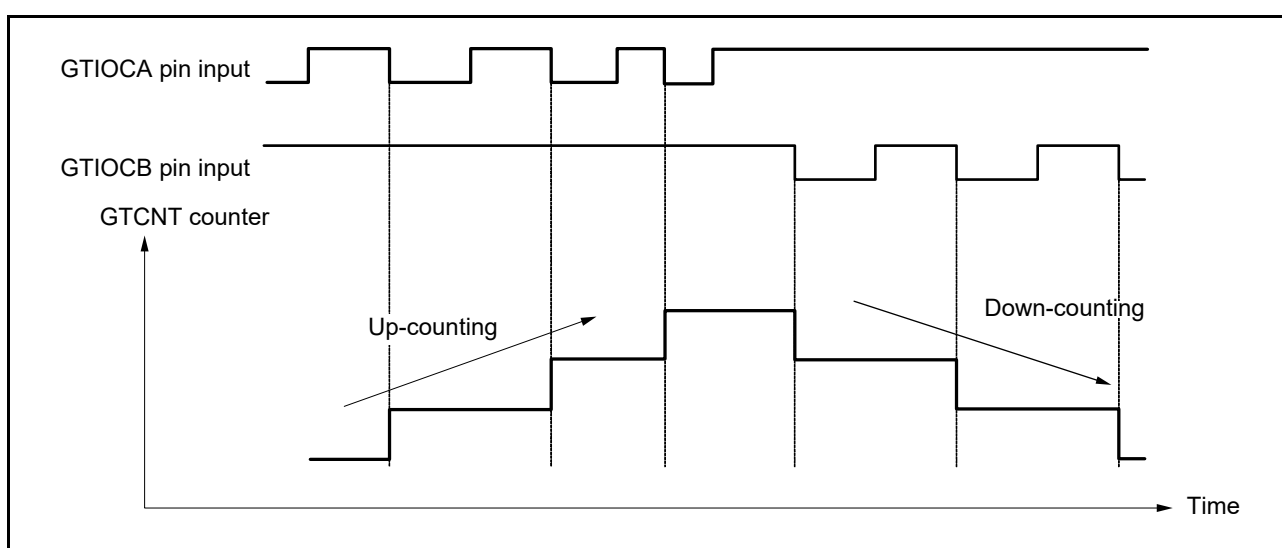 GTIOCA pin input
GTIOCB pin input
GTCNT counter
Up-counting
Down-counting
Time